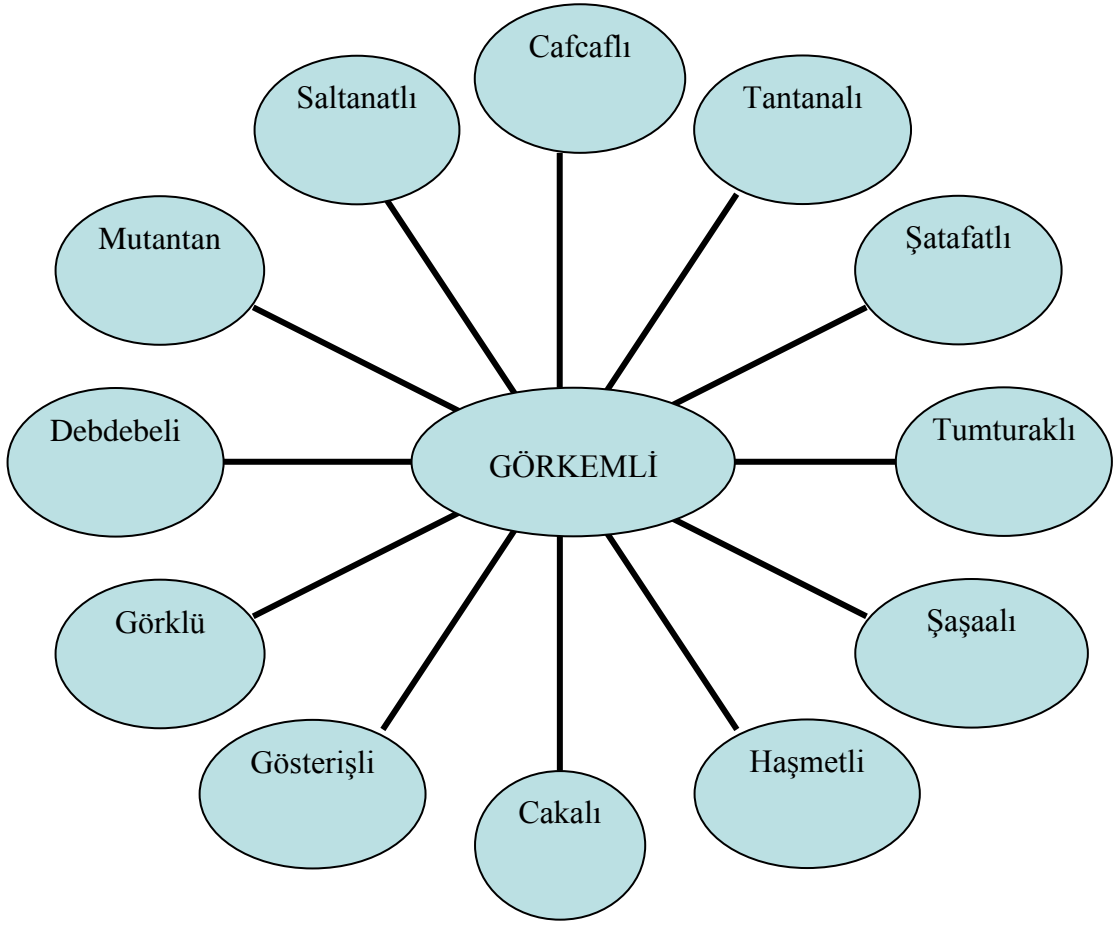 Cafcaflı
Saltanatlı
Tantanalı
Mutantan
Şatafatlı
Debdebeli
GÖRKEMLİ
Tumturaklı
Görklü
Şaşaalı
Gösterişli
Haşmetli
Cakalı